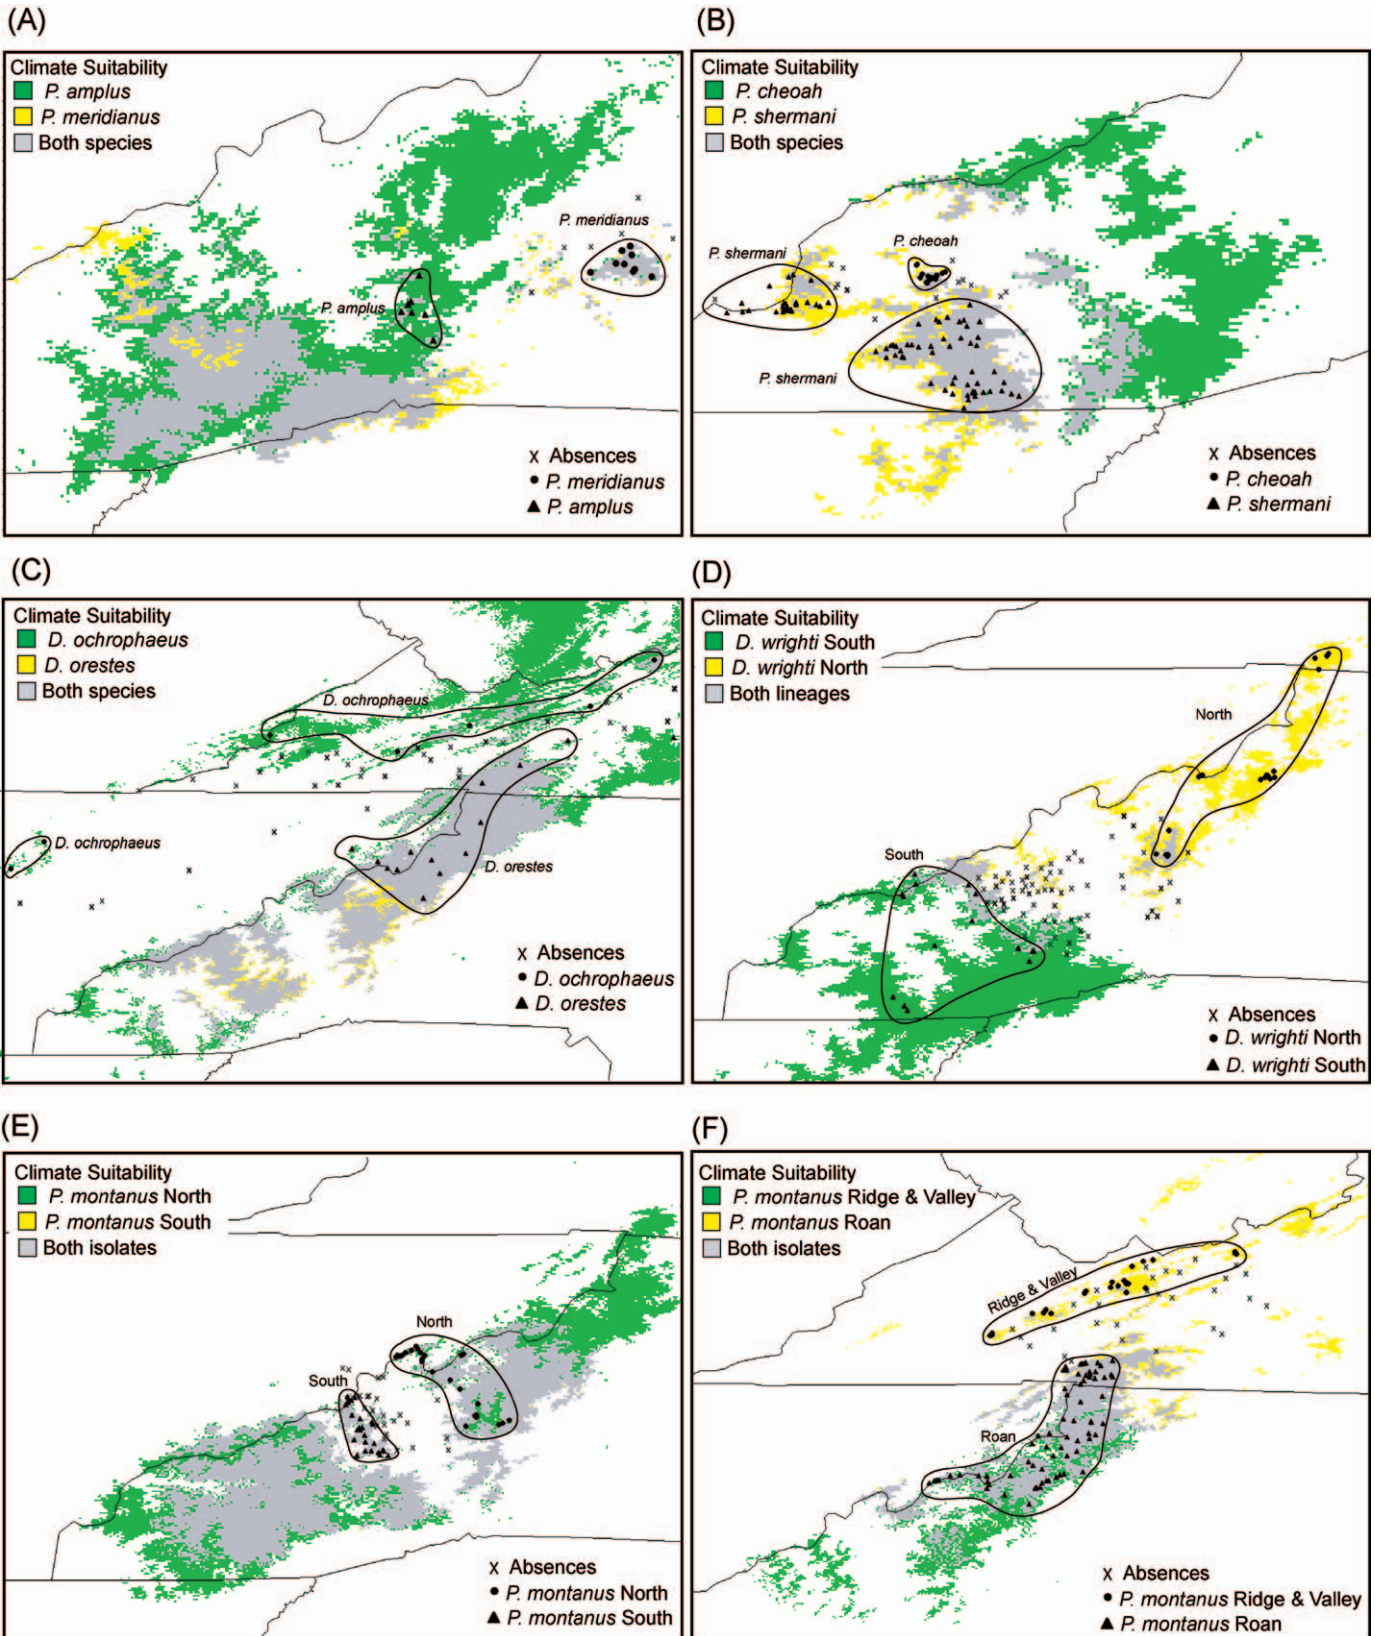 (A)
Climate Suitability
P. amplus
P. meridianus
Both species
P. meridianus
P. amplus
x Absences
P. meridianus
P. amplus
(B)
Climate Suitability
P. cheoah
P. shermani
Both species
P. shermani
P. cheoah
P. shermani
x Absences
P. cheoah
P. shermani
(C)
Climate Suitability
D. ochrophaeus
D. orestes
Both species
D. ochrophaeus
D. ochrophaeus
D. orestes
x Absences
D. ochrophaeus
D. orestes
(D)
Climate Suitability
D. wrighti South
D. wrighti North
Both lineages
North
South
x Absences
D. wrighti North
D. wrighti South
(E)
Climate Suitability
P. montanus North
P. montanus South
Both isolates
North
South
x Absences
P. montanus North
P. montanus South
(F)
Climate Suitability
P. montanus Ridge & Valley
P. montanus Roan
Both isolates
Ridge & Valley
Roan
x Absences
P. montanus Ridge & Valley
P. montanus Roan